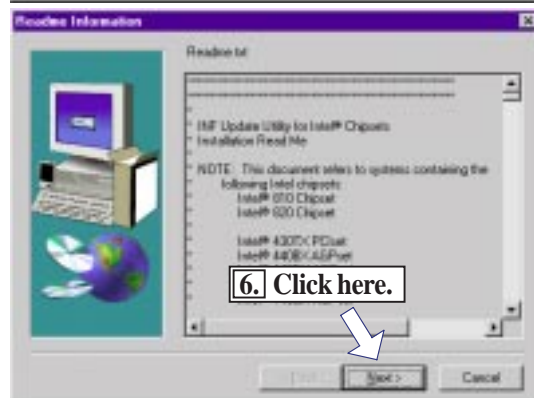 Readme Information
Readme.txt
INF Update Utility for Intel® Chipsets
Installation Read Me
NOTE: This document refers to systems containing the
following Intel chipsets:
Intel® 810 Chipset
Intel® 820 Chipset
Intel® 430TX PCIset
Intel® 440BX AGPset
6. Click here.
Next >
Cancel